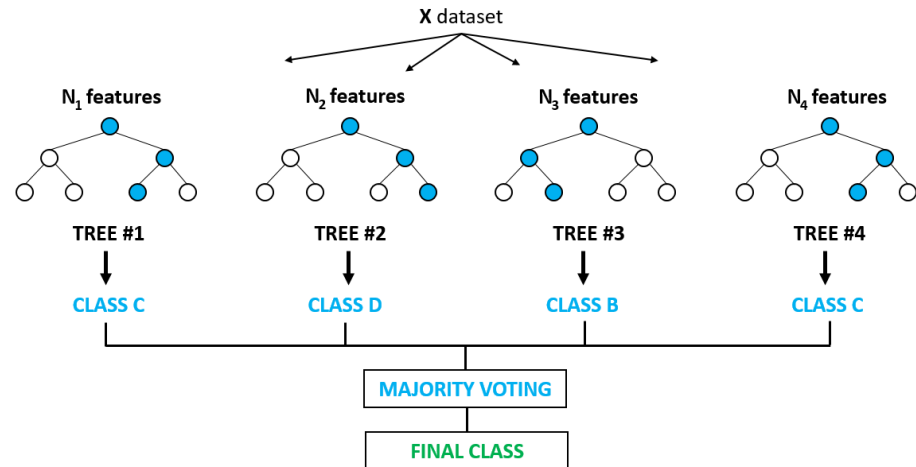 X dataset
N₁ features N₂ features N₃ features N₄ features
TREE #1 TREE #2 TREE #3 TREE #4
CLASS C CLASS D CLASS B CLASS C
MAJORITY VOTING
FINAL CLASS